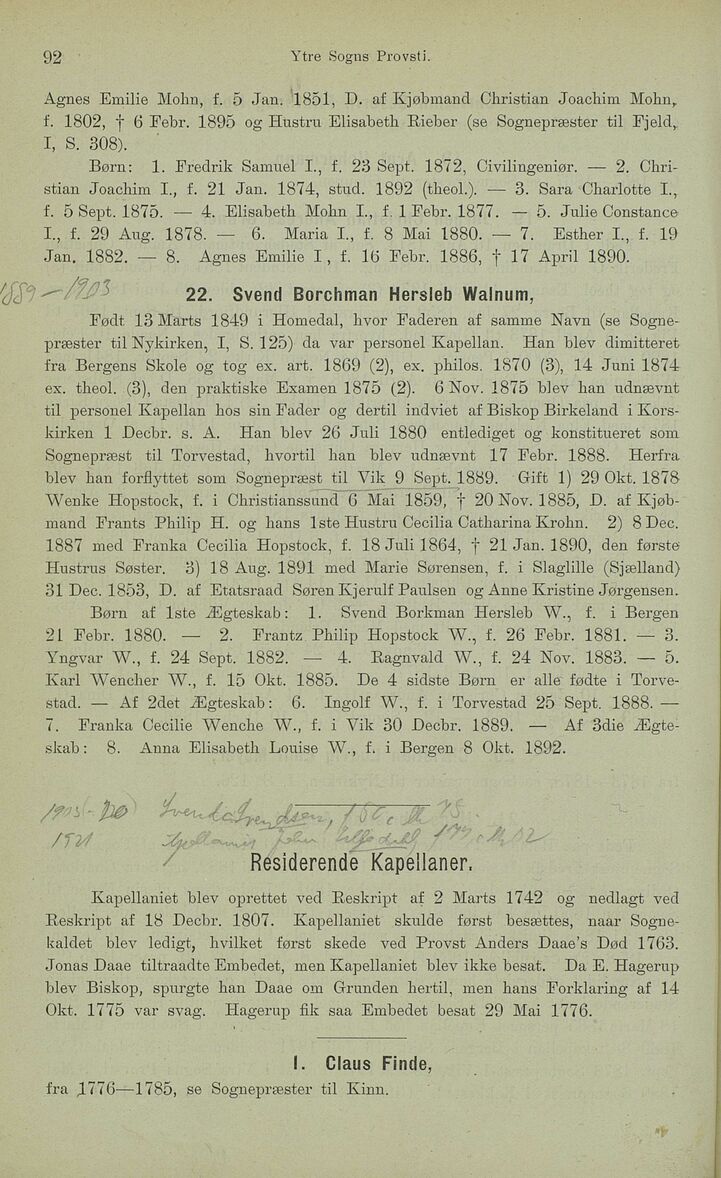 92 Ytre Sogns Provsti.
Agnes Emilie Mohn, f. 5 Jan. 1851, D. af Kjøbmand Christian Joachim Mohn,
f. 1802, † 6 Febr. 1895 og Hustru Elisabeth Rieber (se Sognepræster til Fjeld,
I, S. 308).
Børn: 1. Fredrik Samuel I., f. 23 Sept. 1872, Civilingeniør. — 2. Chri-
stian Joachim I., f. 21 Jan. 1874, stud. 1892 (theol.). — 3. Sara Charlotte I.,
f. 5 Sept. 1875. — 4. Elisabeth Mohn I., f. 1 Febr. 1877. — 5. Julie Constance
I., f. 29 Aug. 1878. — 6. Maria I., f. 8 Mai 1880. — 7. Esther I., f. 19
Jan. 1882. — 8. Agnes Emilie I, f. 16 Febr. 1886, † 17 April 1890.
1889—1903
22. Svend Borchman Hersleb Walnum,
Født 13 Marts 1849 i Homedal, hvor Faderen af samme Navn (se Sogne-
præster til Nykirken, I, S. 125) da var personel Kapellan. Han blev dimitteret
fra Bergens Skole og tog ex. art. 1869 (2), ex. philos. 1870 (3), 14 Juni 1874
ex. theol. (3), den praktiske Examen 1875 (2). 6 Nov. 1875 blev han udnævnt
til personel Kapellan hos sin Fader og dertil indviet af Biskop Birkeland i Kors-
kirken 1 Decbr. s. A. Han blev 26 Juli 1880 entlediget og konstitueret som
Sognepræst til Torvestad, hvortil han blev udnævnt 17 Febr. 1888. Herfra
blev han forflyttet som Sognepræst til Vik 9 Sept. 1889. Gift 1) 29 Okt. 1878
Wenke Hopstock, f. i Christianssund 6 Mai 1859, † 20 Nov. 1885, D. af Kjøb-
mand Frants Philip H. og hans 1ste Hustru Cecilia Catharina Krohn. 2) 8 Dec.
1887 med Franka Cecilia Hopstock, f. 18 Juli 1864, † 21 Jan. 1890, den første
Hustrus Søster. 3) 18 Aug. 1891 med Marie Sørensen, f. i Slaglille (Sjælland)
31 Dec. 1853, D. af Etatsraad Søren Kjerulf Paulsen og Anne Kristine Jørgensen.
Børn af 1ste Ægteskab: 1. Svend Borkman Hersleb W., f. i Bergen
21 Febr. 1880. — 2. Frantz Philip Hopstock W., f. 26 Febr. 1881. — 3.
Yngvar W., f. 24 Sept. 1882. — 4. Ragnvald W., f. 24 Nov. 1883. — 5.
Karl Wencher W., f. 15 Okt. 1885. De 4 sidste Børn er alle fødte i Torve-
stad. — Af 2det Ægteskab: 6. Ingolf W., f. i Torvestad 25 Sept. 1888. —
7. Franka Cecilie Wenche W., f. i Vik 30 Decbr. 1889. — Af 3die Ægte-
skab: 8. Anna Elisabeth Louise W., f. i Bergen 8 Okt. 1892.
Svendsen,
1921
Residerende Kapellaner.
Kapellaniet blev oprettet ved Reskript af 2 Marts 1742 og nedlagt ved
Reskript af 18 Decbr. 1807. Kapellaniet skulde først besættes, naar Sogne-
kaldet blev ledigt, hvilket først skede ved Provst Anders Daae's Død 1763.
Jonas Daae tiltraadte Embedet, men Kapellaniet blev ikke besat. Da E. Hagerup
blev Biskop, spurgte han Daae om Grunden hertil, men hans Forklaring af 14
Okt. 1775 var svag. Hagerup fik saa Embedet besat 29 Mai 1776.
I. Claus Finde,
fra 1776—1785, se Sognepræster til Kinn.